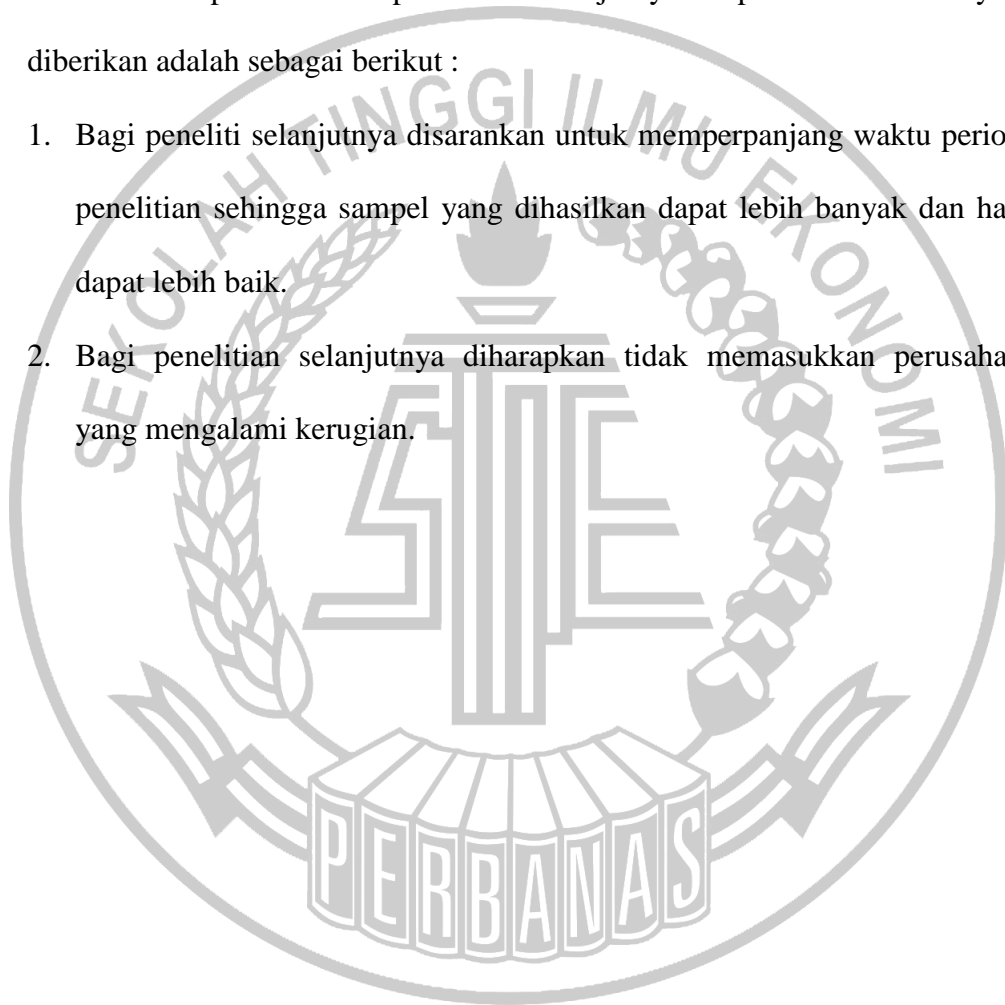 diberikan adalah sebagai berikut :
1. Bagi peneliti selanjutnya disarankan untuk memperpanjang waktu perio
penelitian sehingga sampel yang dihasilkan dapat lebih banyak dan ha
dapat lebih baik.
2. Bagi penelitian selanjutnya diharapkan tidak memasukkan perusaha
yang mengalami kerugian.
SEKOLAH TINGGI ILMU EKONOMI
PERBANAS